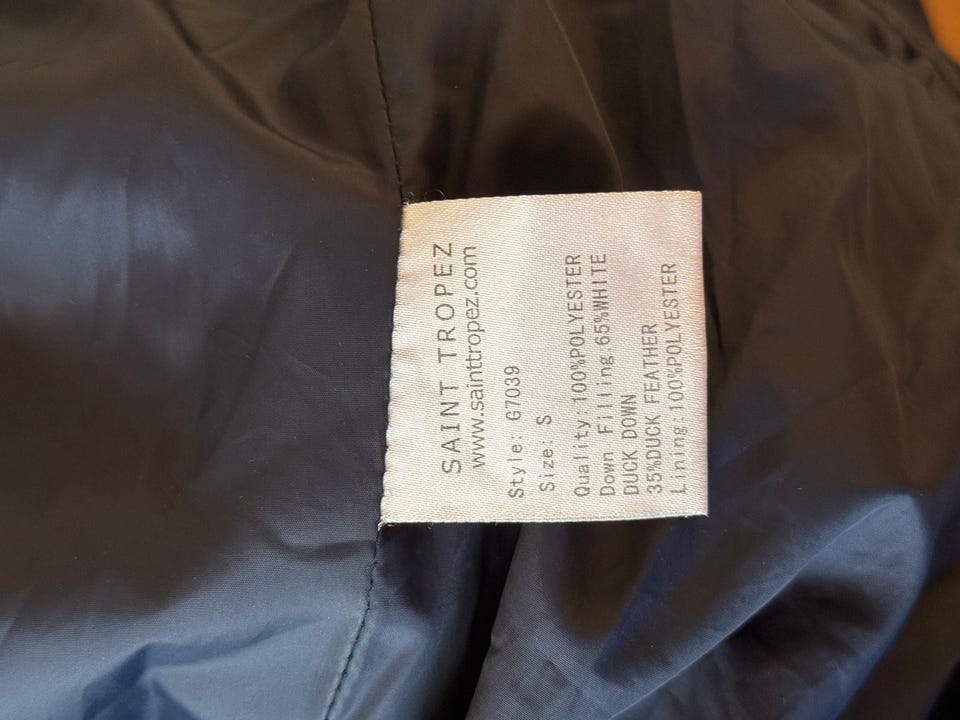 SAINT TROPEZ
www.sainttropez.com
Style: G7039
Size: S
Quality:100%POLYESTER
Down Filling:65%WHITE
DUCK DOWN
35%DUCK FEATHER
Lining:100%POLYESTER